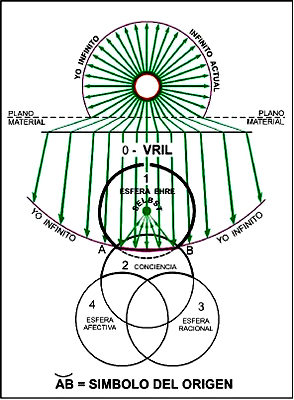 YO INFINITO
INFINITO ACTUAL
PLANO
MATERIAL
PLANO
MATERIAL
0 - VRIL
1
ESFERA EHRE
SELBST
YO INFINITO
YO INFINITO
A
B
2 CONCIENCIA
4
ESFERA
AFECTIVA
3
ESFERA
RACIONAL
AB = SIMBOLO DEL ORIGEN